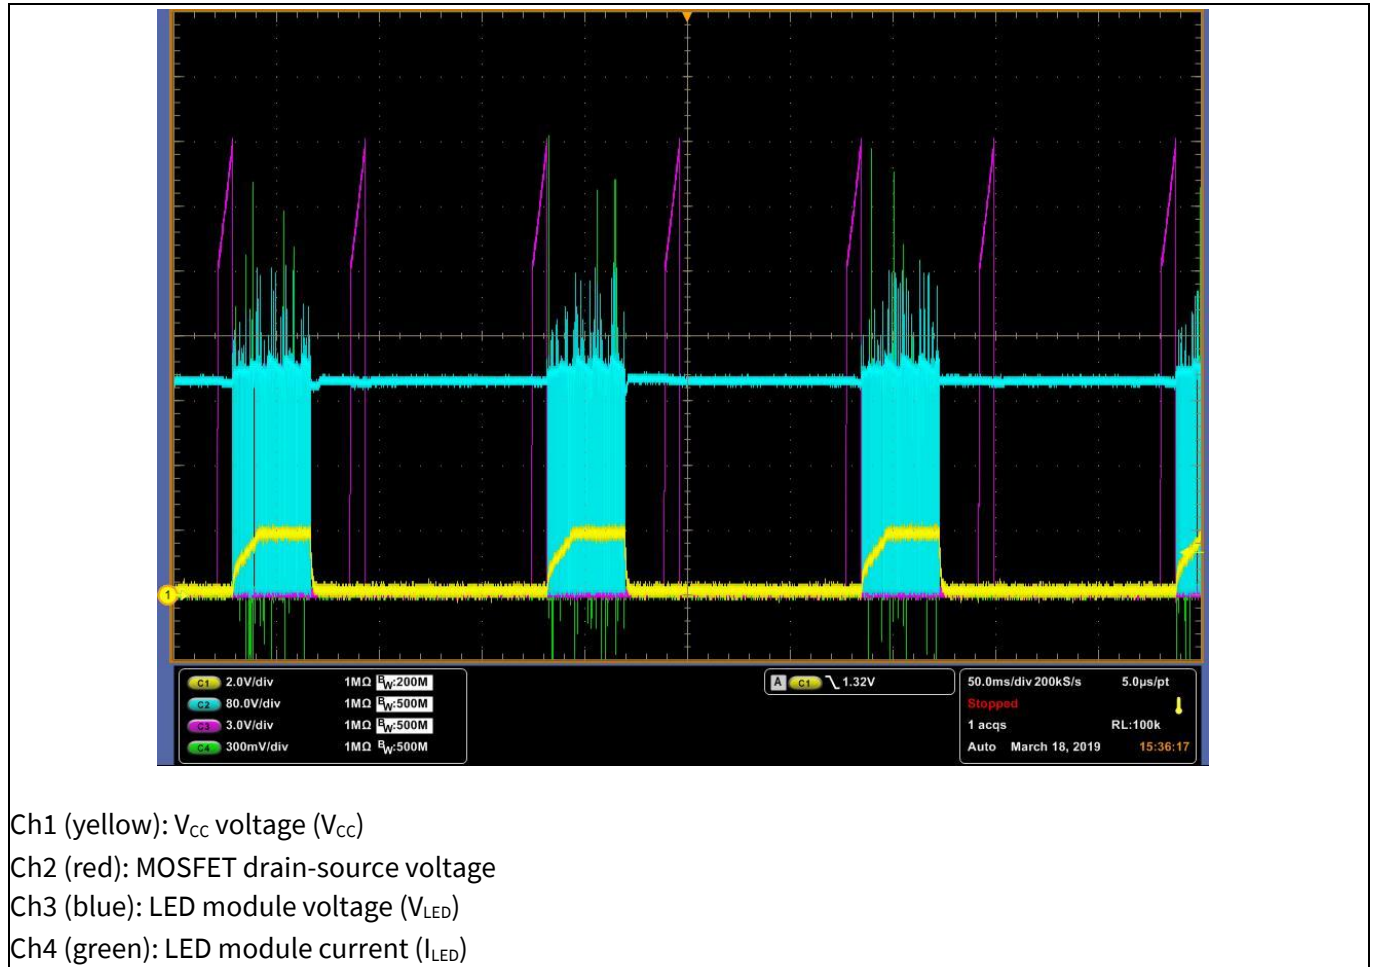 1
C1 2.0V/div 1MΩ BW:200M
C2 80.0V/div 1MΩ BW:500M
C3 3.0V/div 1MΩ BW:500M
C4 300mV/div 1MΩ BW:500M
A C1 1.32V
50.0ms/div 200kS/s 5.0µs/pt
Stopped
1 acqs RL:100k
Auto March 18, 2019 15:36:17
Ch1 (yellow): VCC voltage (VCC)
Ch2 (red): MOSFET drain-source voltage
Ch3 (blue): LED module voltage (VLED)
Ch4 (green): LED module current (ILED)